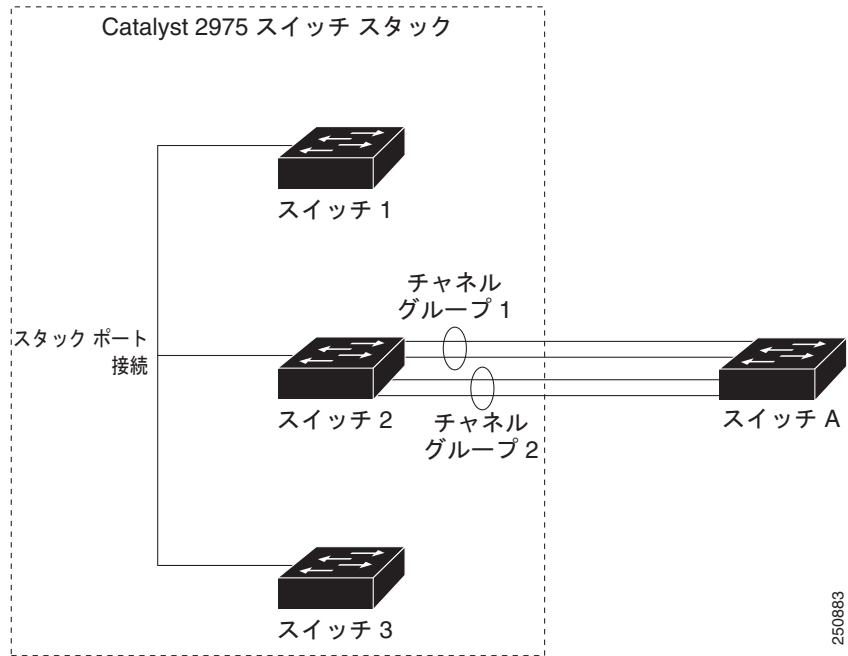 Catalyst 2975 スイッチ スタック
スイッチ 1
チャネル
グループ 1
スタック ポート
接続
スイッチ 2
チャネル
グループ 2
スイッチ A
スイッチ 3
250883